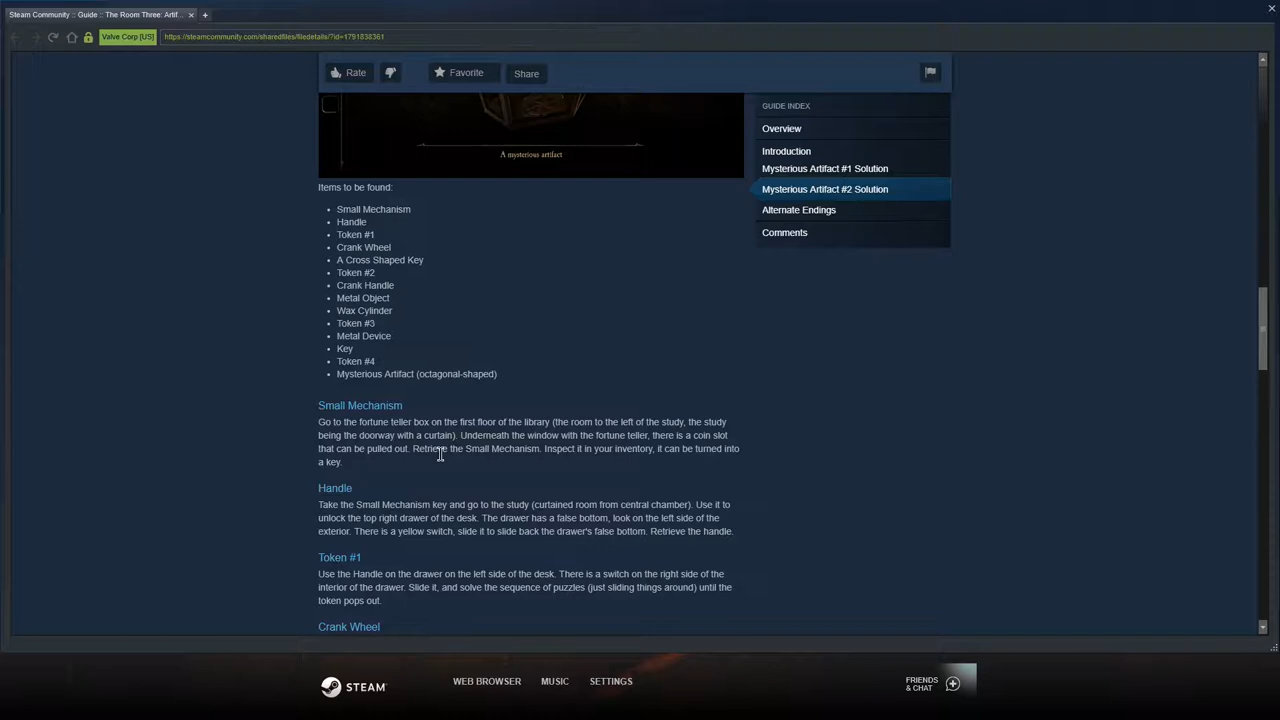 Steam Community :: Guide :: The Room Three: Artif...
Valve Corp [US]
https://steamcommunity.com/sharedfiles/filedetails/?id=1791838361
Rate
Favorite
Share
A mysterious artifact
GUIDE INDEX
Overview
Introduction
Mysterious Artifact #1 Solution
Mysterious Artifact #2 Solution
Alternate Endings
Comments
Items to be found:
Small Mechanism
Handle
Token #1
Crank Wheel
A Cross Shaped Key
Token #2
Crank Handle
Metal Object
Wax Cylinder
Token #3
Metal Device
Key
Token #4
Mysterious Artifact (octagonal-shaped)
Small Mechanism
Go to the fortune teller box on the first floor of the library (the room to the left of the study, the study
being the doorway with a curtain). Underneath the window with the fortune teller, there is a coin slot
that can be pulled out. Retrieve the Small Mechanism. Inspect it in your inventory, it can be turned into
a key.
Handle
Take the Small Mechanism key and go to the study (curtained room from central chamber). Use it to
unlock the top right drawer of the desk. The drawer has a false bottom, look on the left side of the
exterior. There is a yellow switch, slide it to slide back the drawer's false bottom. Retrieve the handle.
Token #1
Use the Handle on the drawer on the left side of the desk. There is a switch on the right side of the
interior of the drawer. Slide it, and solve the sequence of puzzles (just sliding things around) until the
token pops out.
Crank Wheel
STEAM
WEB BROWSER
MUSIC
SETTINGS
FRIENDS
& CHAT